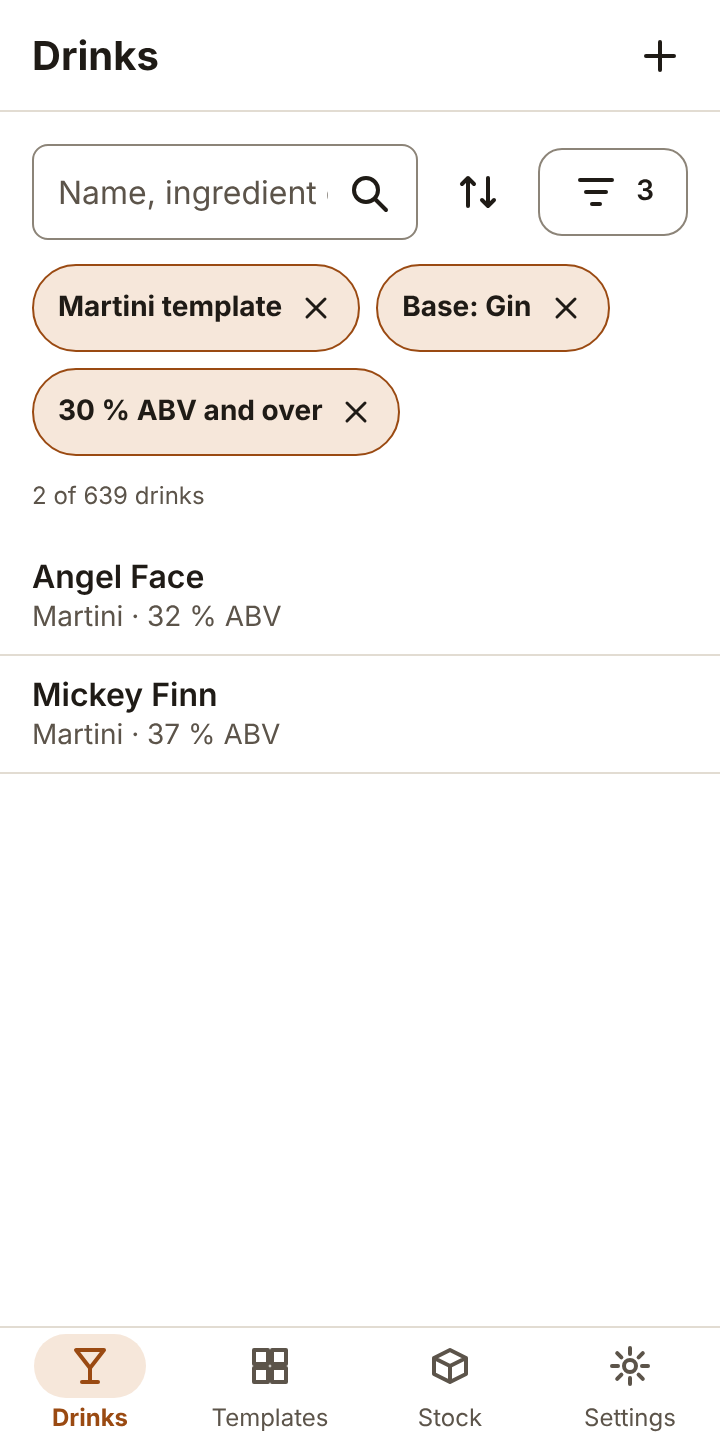 Drinks
Name, ingredient
3
Martini template
Base: Gin
30 % ABV and over
2 of 639 drinks
Angel Face
Martini · 32 % ABV
Mickey Finn
Martini · 37 % ABV
Drinks
Templates
Stock
Settings